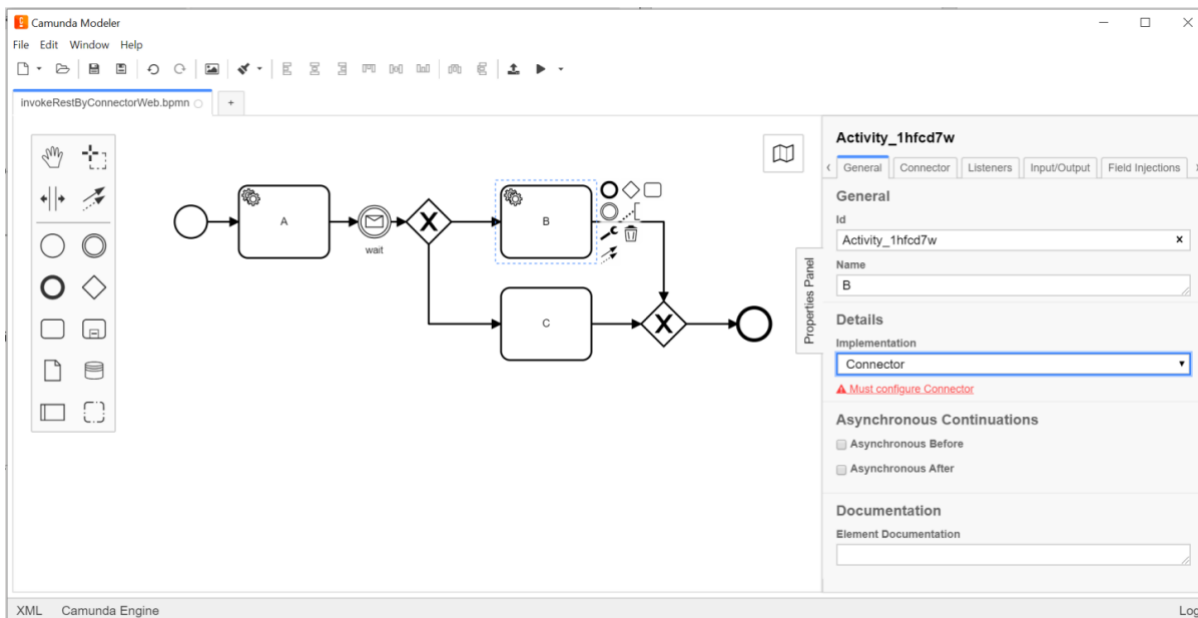 Camunda Modeler
File Edit Window Help
invokeRestByConnectorWeb.bpmn
+
A
wait
B
C
Properties Panel
Activity_1hfcd7w
General Connector Listeners Input/Output Field Injections
General
Id
Activity_1hfcd7w
Name
B
Details
Implementation
Connector
Must configure Connector
Asynchronous Continuations
Asynchronous Before
Asynchronous After
Documentation
Element Documentation
XML Camunda Engine
Log